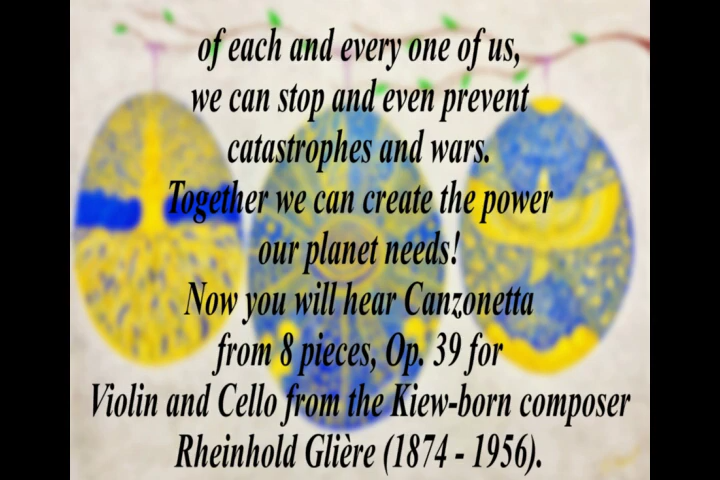 of each and every one of us,
we can stop and even prevent
catastrophes and wars.
Together we can create the power
our planet needs!
Now you will hear Canzonetta
from 8 pieces, Op. 39 for
Violin and Cello from the Kiew-born composer
Rheinhold Glière (1874 - 1956).